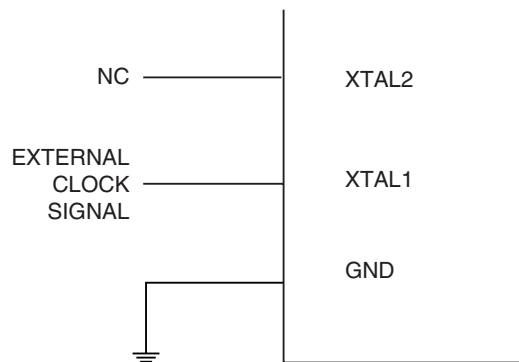 NC
XTAL2
EXTERNAL
CLOCK
SIGNAL
XTAL1
GND